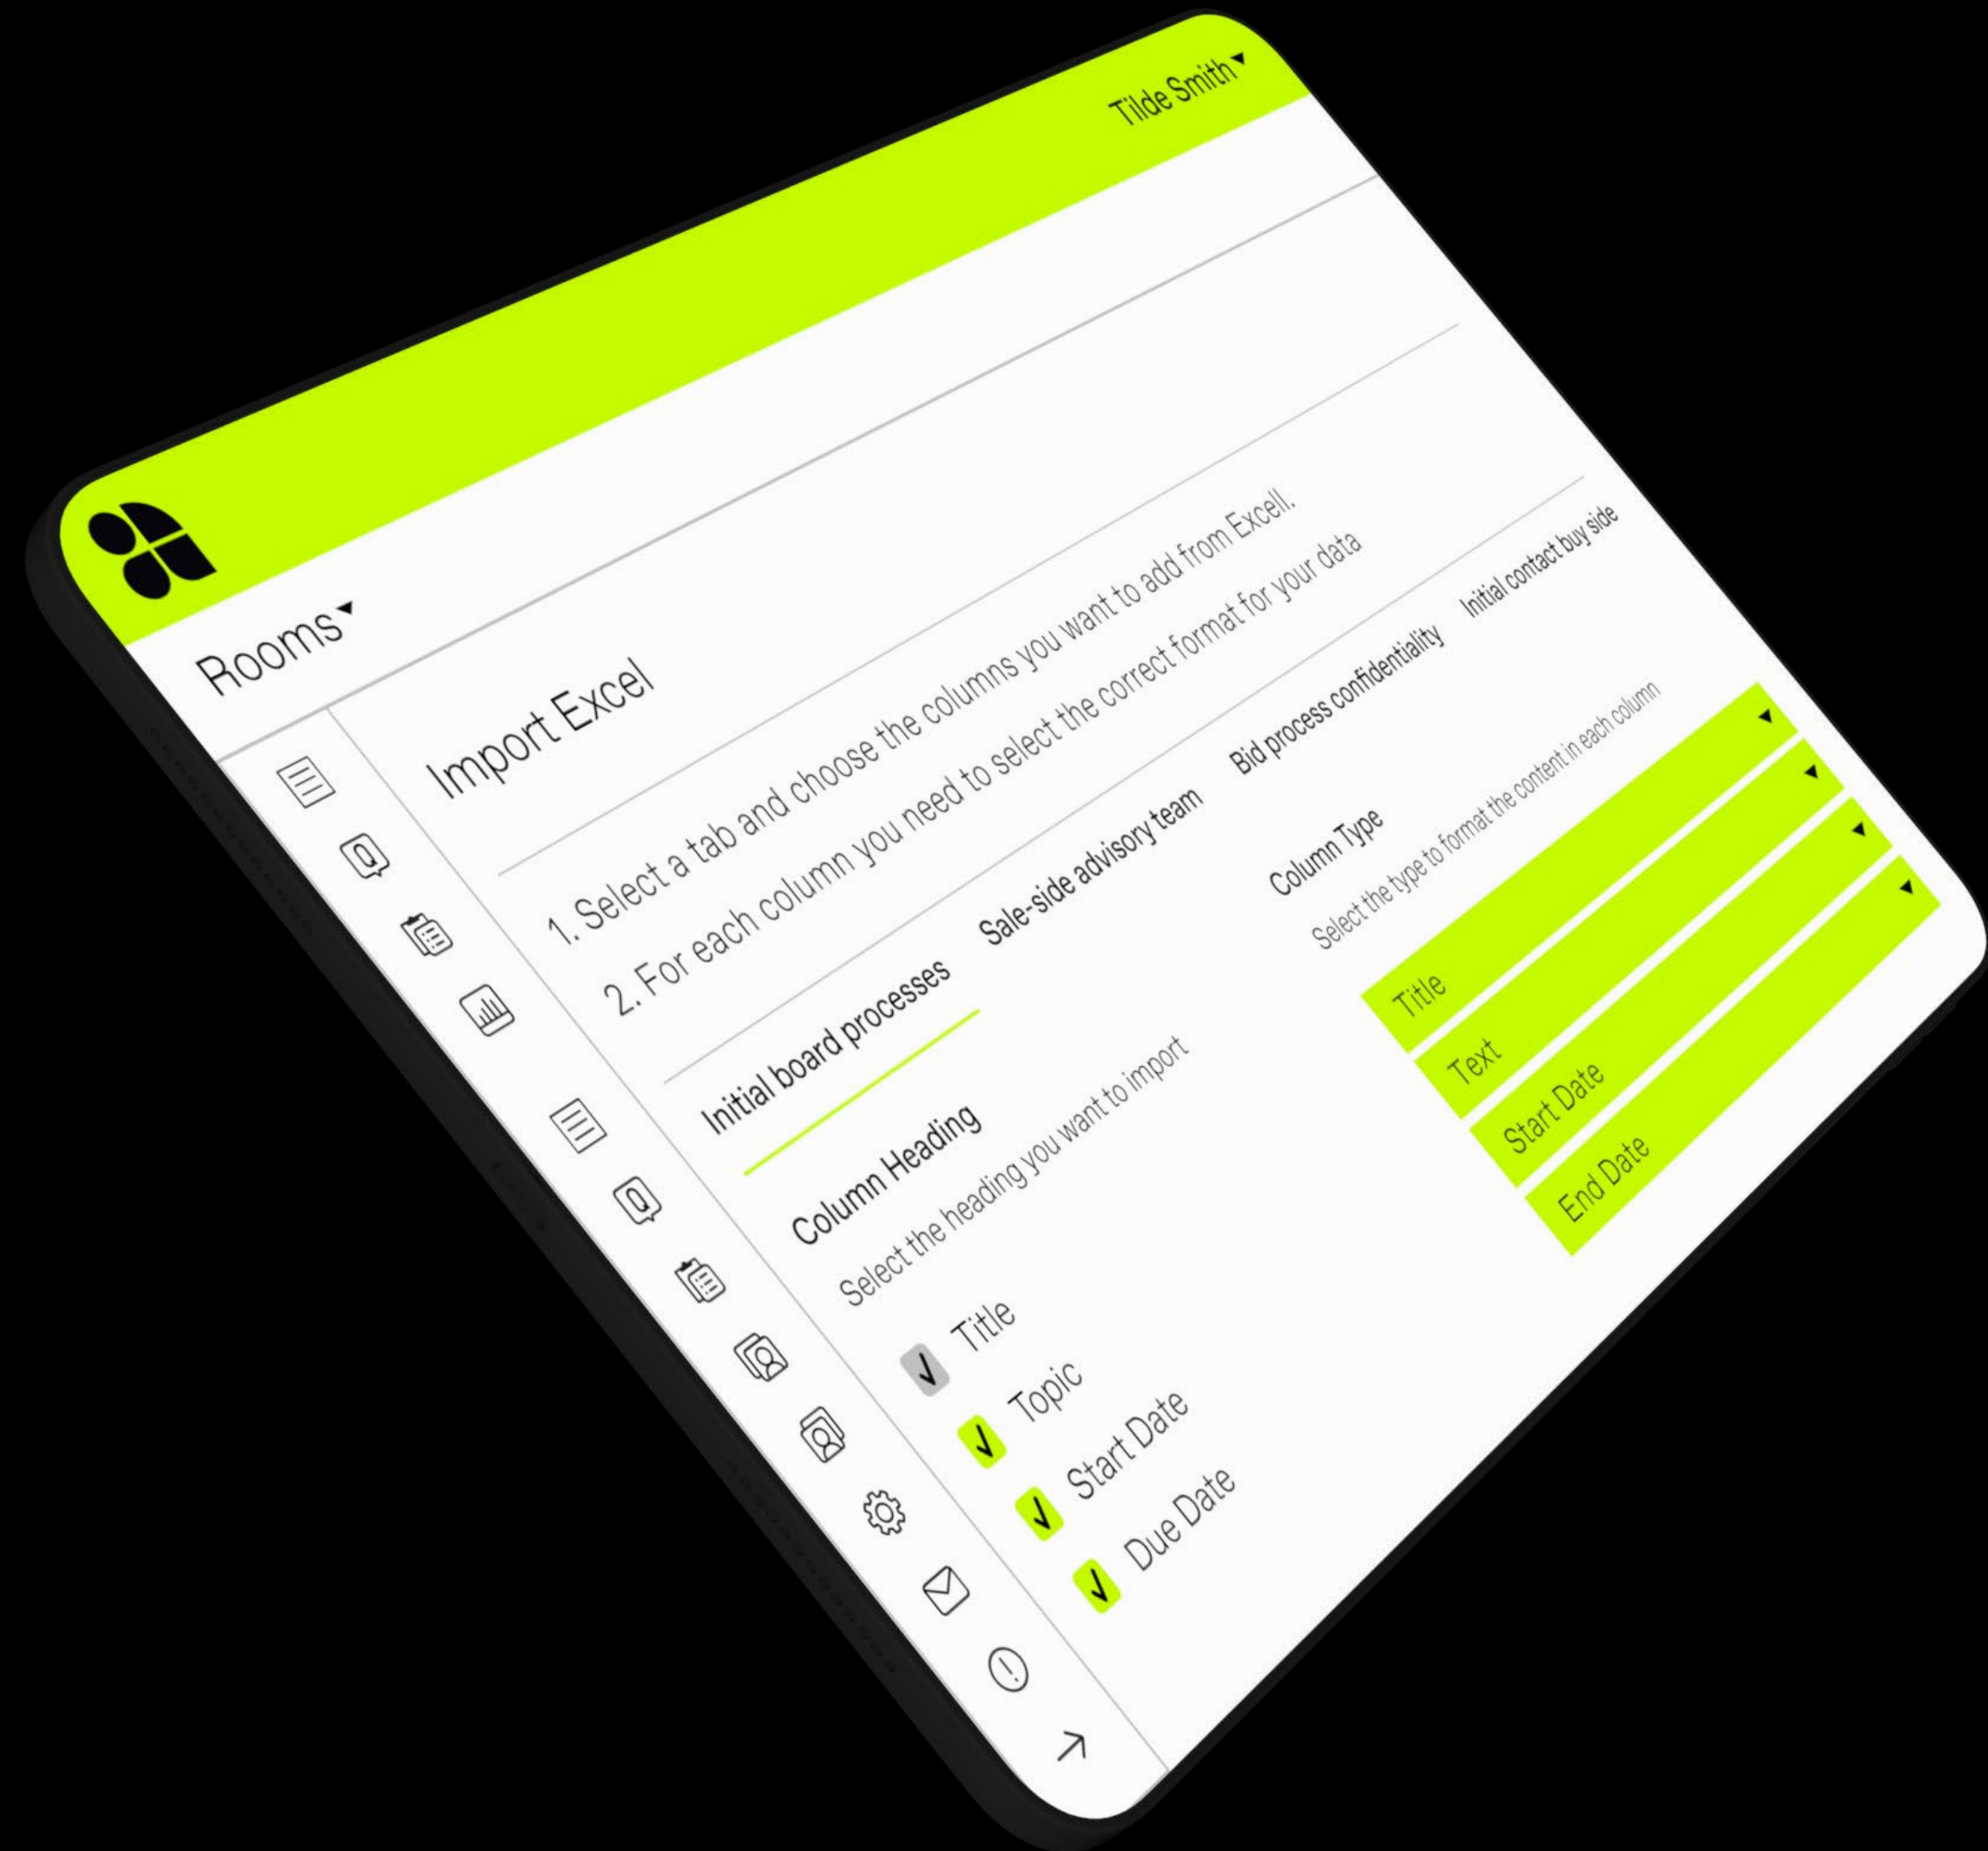 Tilde Smith
Rooms
Import Excel
1. Select a tab and choose the columns you want to add from Excell.
2. For each column you need to select the correct format for your data
Initial board processes Sale-side advisory team Bid process confidentiality Initial contact buy side
Column Heading Column Type
Select the heading you want to import Select the type to format the content in each column
Title Title
Topic Text
Start Date Start Date
Due Date End Date